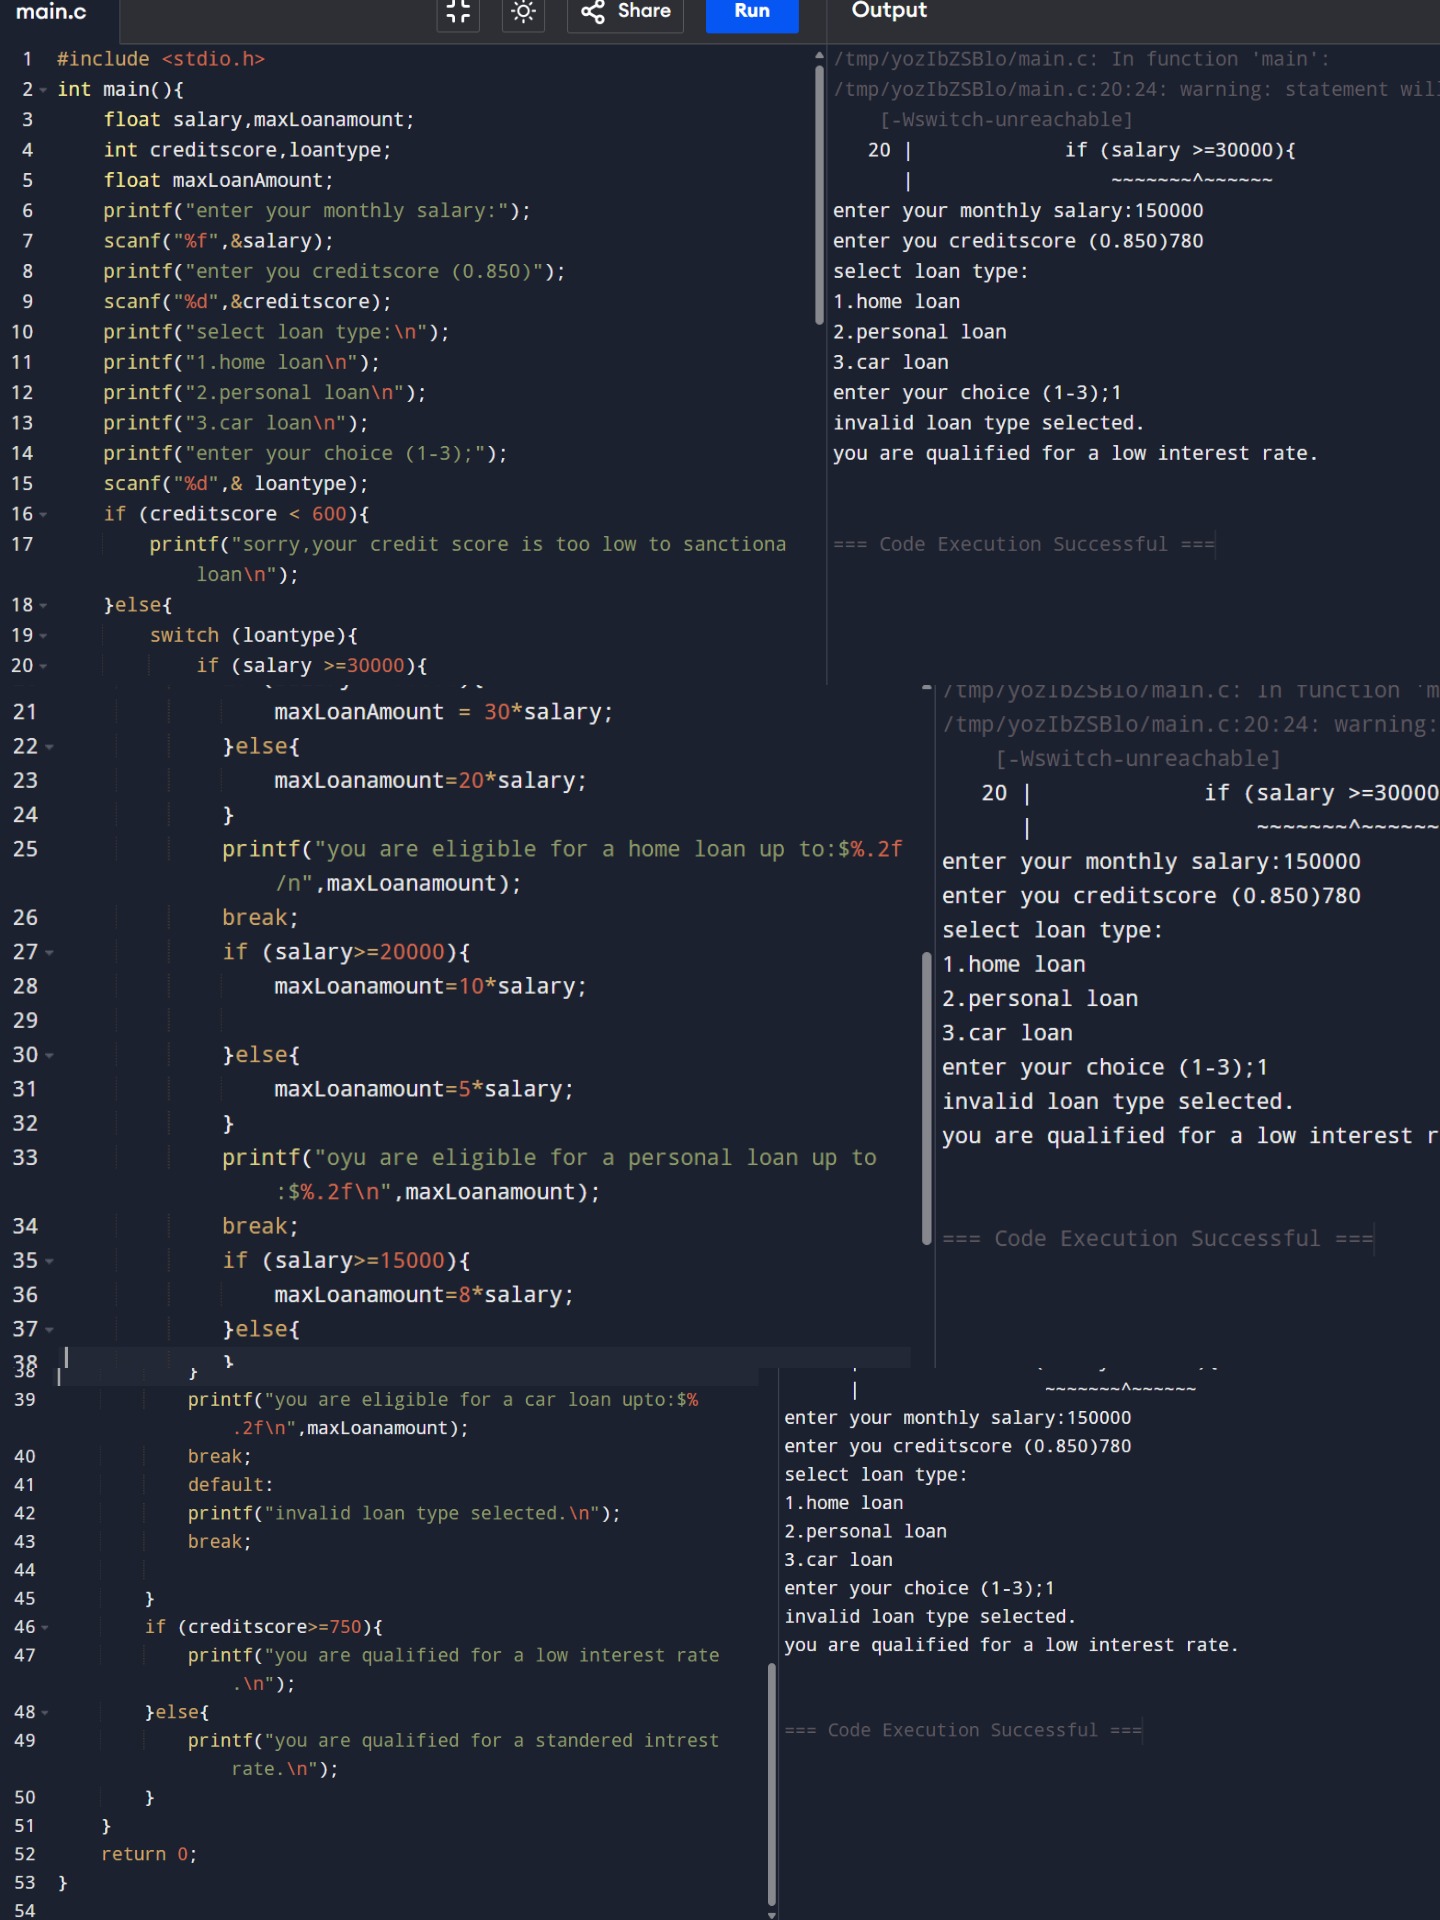 main.c Share Run Output
1 #include <stdio.h>
2 int main(){
3 float salary,maxLoanamount;
4 int creditscore,loantype;
5 float maxLoanAmount;
6 printf("enter your monthly salary:");
7 scanf("%f",&salary);
8 printf("enter you creditscore (0.850)");
9 scanf("%d",&creditscore);
10 printf("select loan type:\n");
11 printf("1.home loan\n");
12 printf("2.personal loan\n");
13 printf("3.car loan\n");
14 printf("enter your choice (1-3);");
15 scanf("%d",& loantype);
16 if (creditscore < 600){
17 printf("sorry,your credit score is too low to sanctiona
loan\n");
18 }else{
19 switch (loantype){
20 if (salary >=30000){
/tmp/yozIbZSBlo/main.c: In function 'main':
/tmp/yozIbZSBlo/main.c:20:24: warning: statement
[-Wswitch-unreachable]
20 | if (salary >=30000){
| ~~~~~~~^~~~~~~
enter your monthly salary:150000
enter you creditscore (0.850)780
select loan type:
1.home loan
2.personal loan
3.car loan
enter your choice (1-3);1
invalid loan type selected.
you are qualified for a low interest rate.
=== Code Execution Successful ===
21 maxLoanAmount = 30*salary;
22 }else{
23 maxLoanamount=20*salary;
24 }
25 printf("you are eligible for a home loan up to:$%.2f
/n",maxLoanamount);
26 break;
27 if (salary>=20000){
28 maxLoanamount=10*salary;
29
30 }else{
31 maxLoanamount=5*salary;
32 }
33 printf("oyu are eligible for a personal loan up to
:$%.2f\n",maxLoanamount);
34 break;
35 if (salary>=15000){
36 maxLoanamount=8*salary;
37 }else{
38 }
/tmp/yozIbZSBlo/main.c: In function
/tmp/yozIbZSBlo/main.c:20:24: warning:
[-Wswitch-unreachable]
20 | if (salary >=30000
| ~~~~~~~^~~~~~
enter your monthly salary:150000
enter you creditscore (0.850)780
select loan type:
1.home loan
2.personal loan
3.car loan
enter your choice (1-3);1
invalid loan type selected.
you are qualified for a low interest
=== Code Execution Successful ===
38 }
39 printf("you are eligible for a car loan upto:$%
.2f\n",maxLoanamount);
40 break;
41 default:
42 printf("invalid loan type selected.\n");
43 break;
44
45 }
46 if (creditscore>=750){
47 printf("you are qualified for a low interest rate
.\n");
48 }else{
49 printf("you are qualified for a standered intrest
rate.\n");
50 }
51 }
52 return 0;
53 }
54
| ~~~~~~~^~~~~~~
enter your monthly salary:150000
enter you creditscore (0.850)780
select loan type:
1.home loan
2.personal loan
3.car loan
enter your choice (1-3);1
invalid loan type selected.
you are qualified for a low interest rate.
=== Code Execution Successful ===